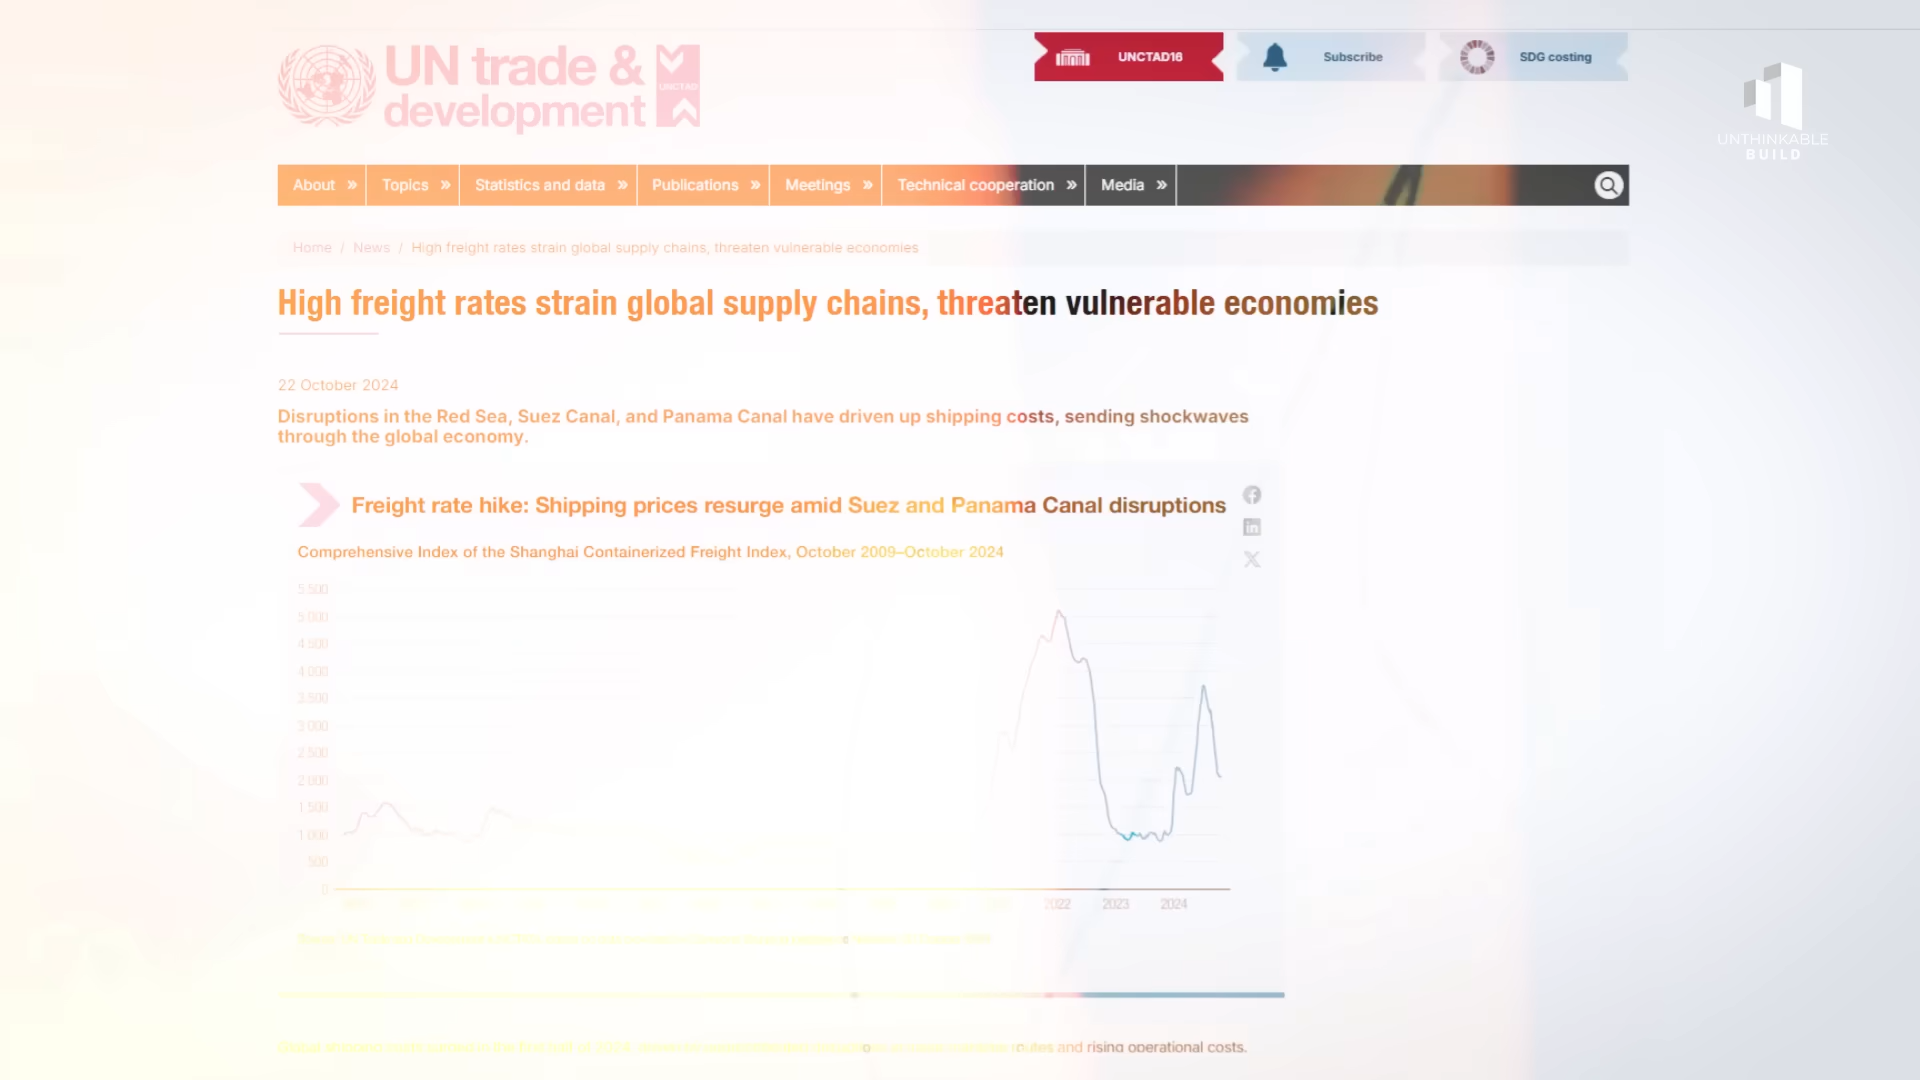 UN trade &
development
UNCTAD
UNCTAD16
Subscribe
SDG costing
UNTHINKABLE
BUILD
About » Topics » Statistics and data » Publications » Meetings » Technical cooperation » Media »
Home / News / High freight rates strain global supply chains, threaten vulnerable economies
High freight rates strain global supply chains, threaten vulnerable economies
22 October 2024
Disruptions in the Red Sea, Suez Canal, and Panama Canal have driven up shipping costs, sending shockwaves
through the global economy.
Freight rate hike: Shipping prices resurge amid Suez and Panama Canal disruptions
Comprehensive Index of the Shanghai Containerized Freight Index, October 2009–October 2024
5 500
5 000
4 500
4 000
3 500
3 000
2 500
2 000
1 500
1 000
500
0
2022 2023 2024
and rising operational costs.